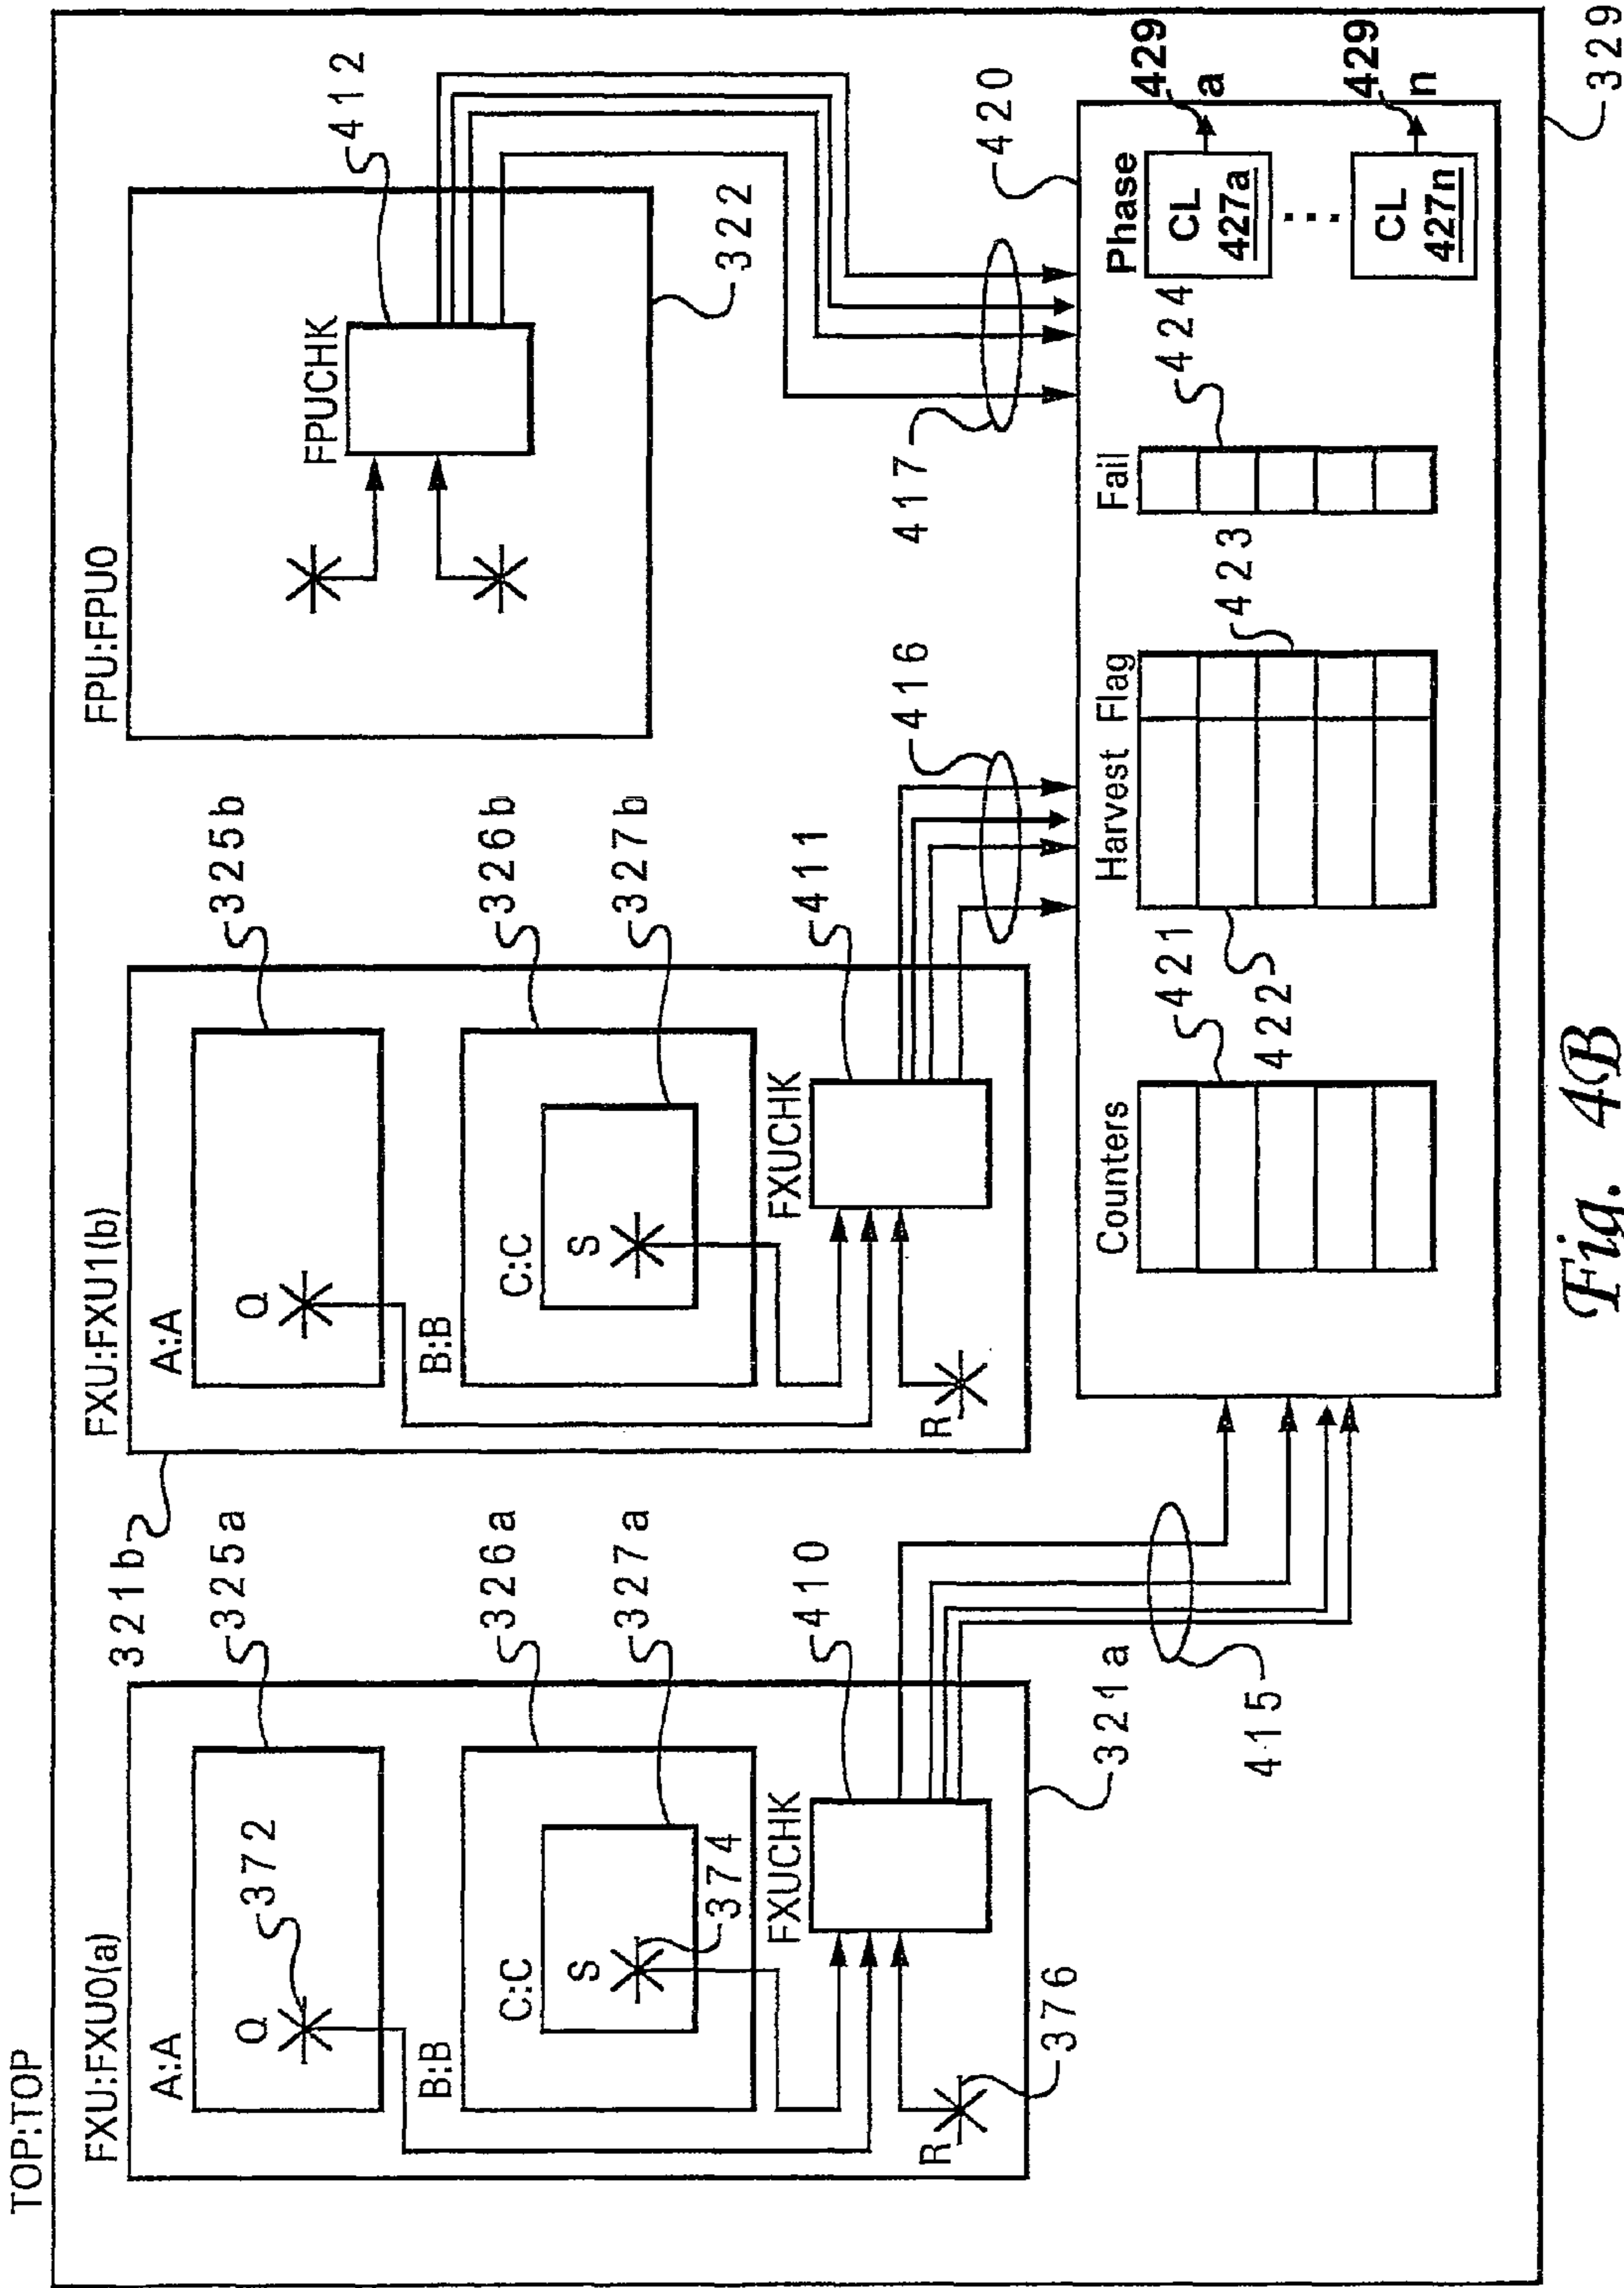 TOP:TOP
FXU:FXU0(a)
A:A
Q
372
325a
B:B
C:C
S
374
326a
327a
FXUCHK
410
R
376
321a
415
321b
FXU:FXU1(b)
A:A
Q
325b
B:B
C:C
S
326b
327b
FXUCHK
411
R
416
FPU:FPU0
FPUCHK
412
322
417
420
Counters
421
Harvest Flag
422
423
Fail
424
Phase
CL
427a
429
a
CL
427n
429
n
329
Fig. 4B